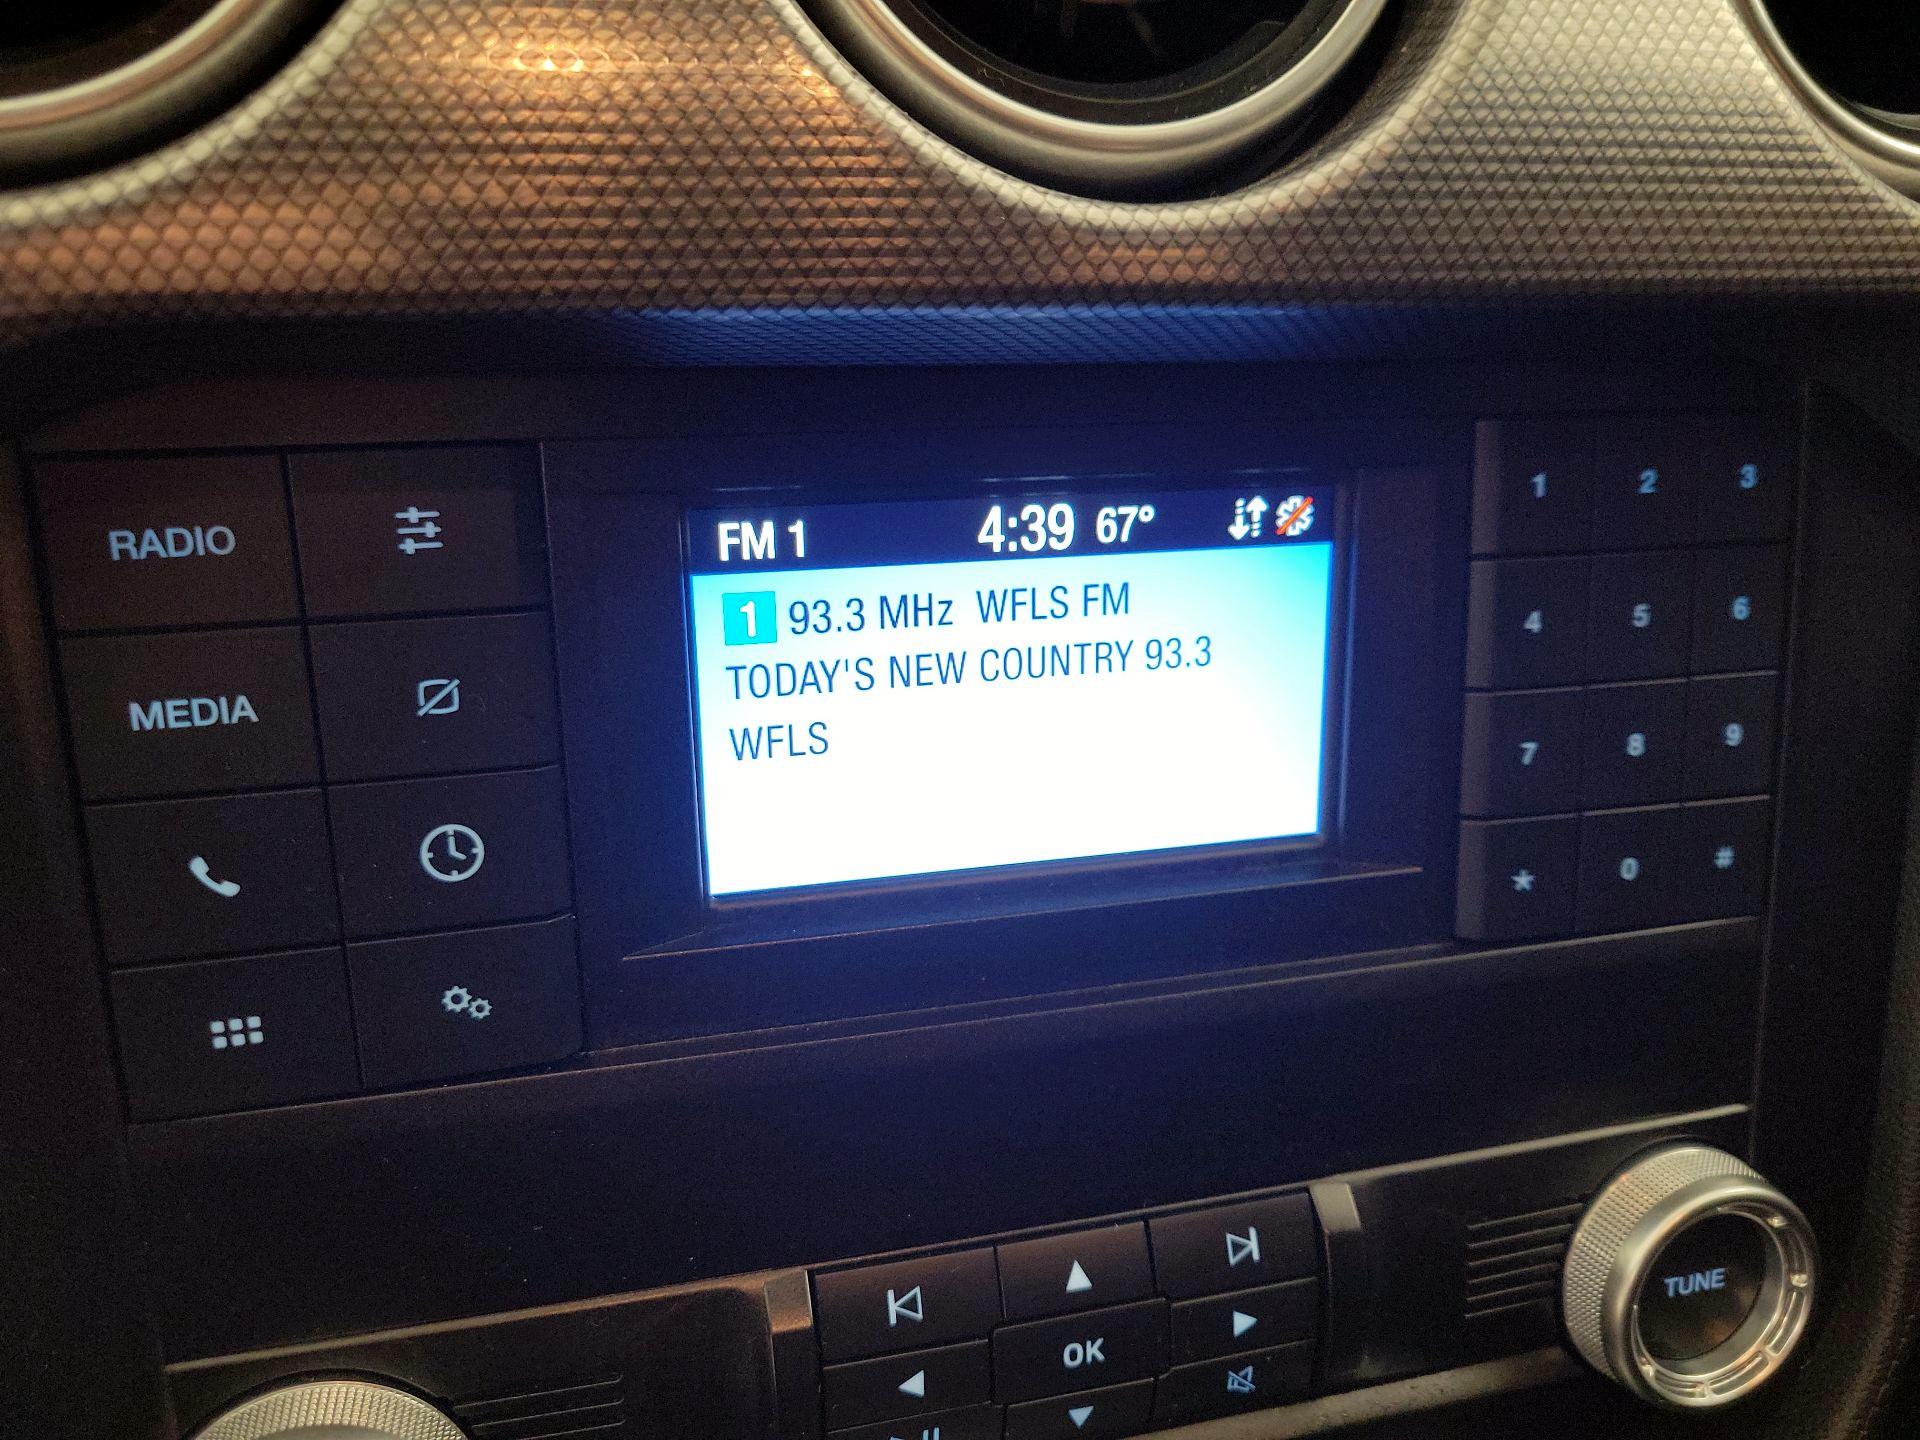 RADIO
MEDIA
FM 1 4:39 67°
1 93.3 MHz WFLS FM
TODAY'S NEW COUNTRY 93.3
WFLS
1 2 3
4 5 6
7 8 9
* 0 #
OK
TUNE